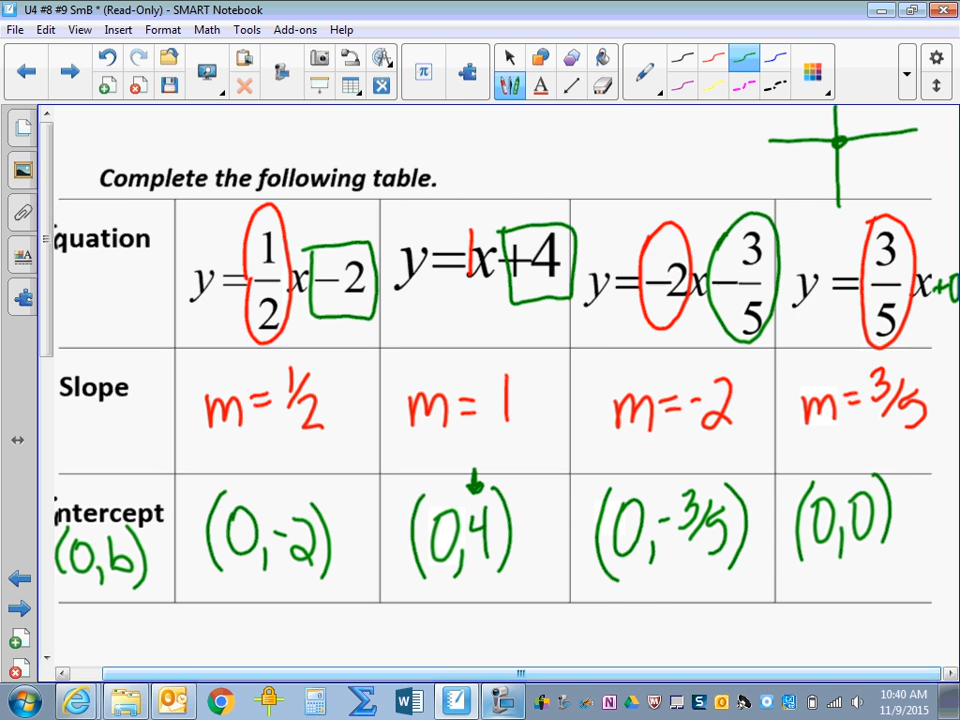 U4 #8 #9 SmB * (Read-Only) - SMART Notebook
File Edit View Insert Format Math Tools Add-ons Help
Complete the following table.
quation y = 1/2 x − 2 y = 1x + 4 y = −2x − 3/5 y = 3/5 x + 0
Slope m = 1/2 m = 1 m = -2 m = 3/5
ntercept (0,b) (0,-2) (0,4) (0,-3/5) (0,0)
10:40 AM
11/9/2015